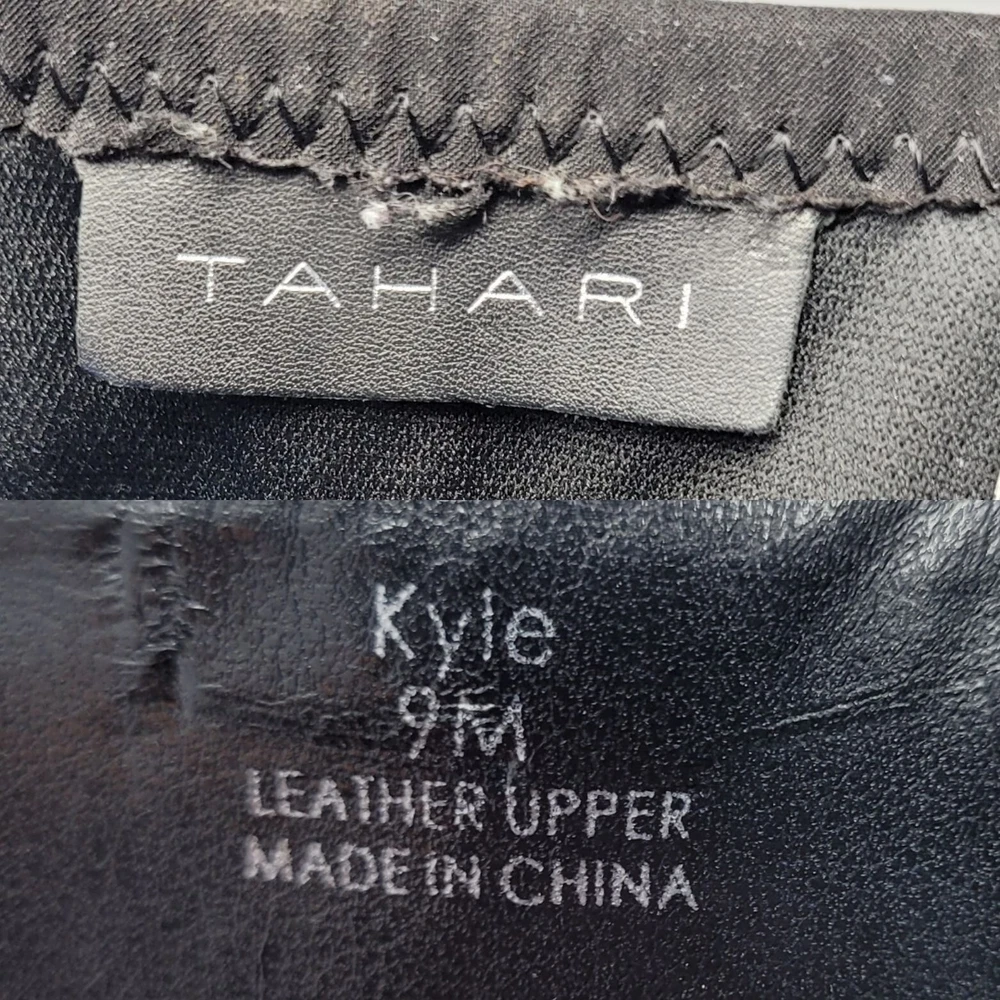 TAHARI
Kyle
9M
LEATHER UPPER
MADE IN CHINA